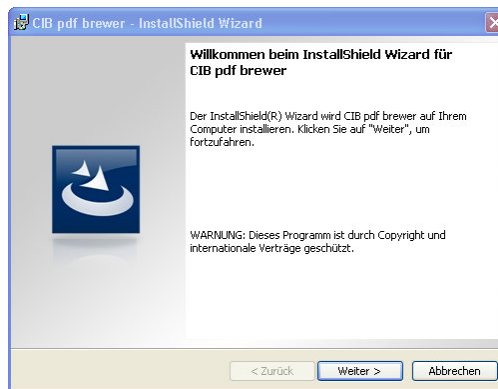 CIB pdf brewer - InstallShield Wizard
Willkommen beim InstallShield Wizard für
CIB pdf brewer
Der InstallShield(R) Wizard wird CIB pdf brewer auf Ihrem
Computer installieren. Klicken Sie auf "Weiter", um
fortzufahren.
WARNUNG: Dieses Programm ist durch Copyright und
internationale Verträge geschützt.
< Zurück
Weiter >
Abbrechen